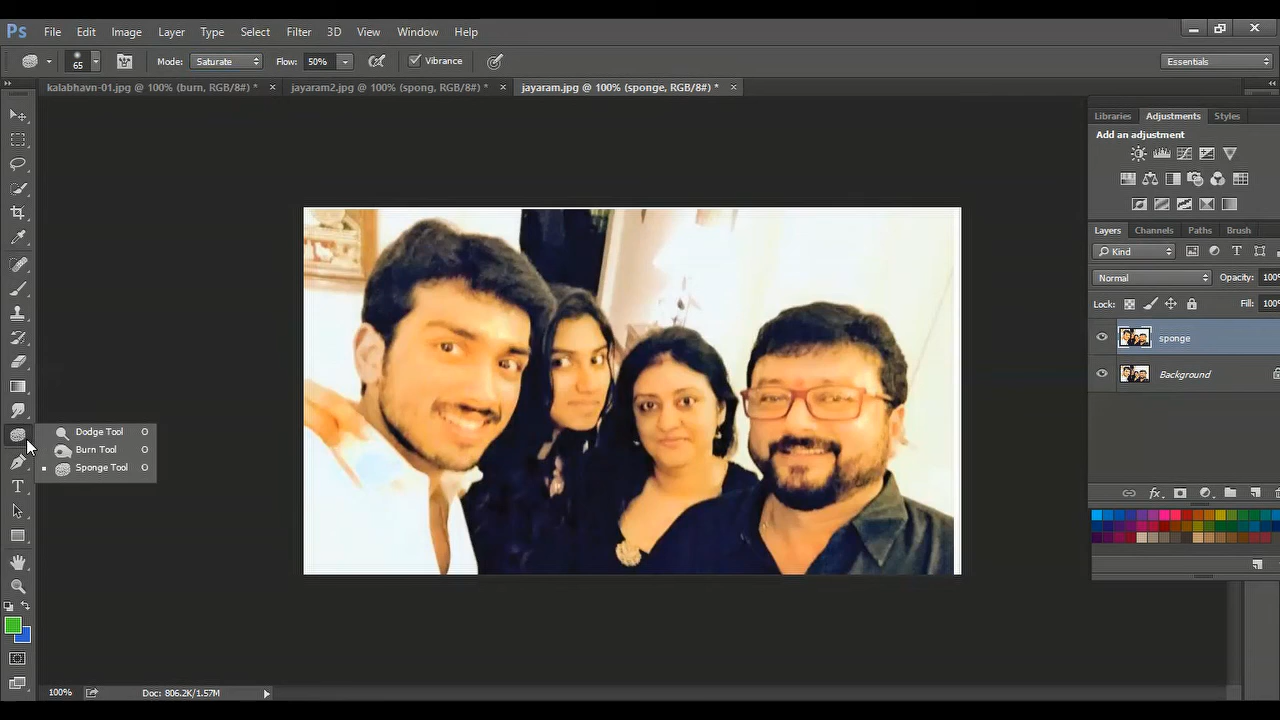 Ps File Edit Image Layer Type Select Filter 3D View Window Help
65 Mode: Saturate Flow: 50% Vibrance Essentials
kalabhavn-01.jpg @ 100% (burn, RGB/8#) * × jayaram2.jpg @ 100% (spong, RGB/8#) * × jayaram.jpg @ 100% (sponge, RGB/8#) * ×
Libraries Adjustments Styles
Add an adjustment
Layers Channels Paths Brush
Kind
Normal Opacity: 100%
Lock: Fill: 100%
sponge
Background
Dodge Tool O
Burn Tool O
Sponge Tool O
100% Doc: 806.2K/1.57M